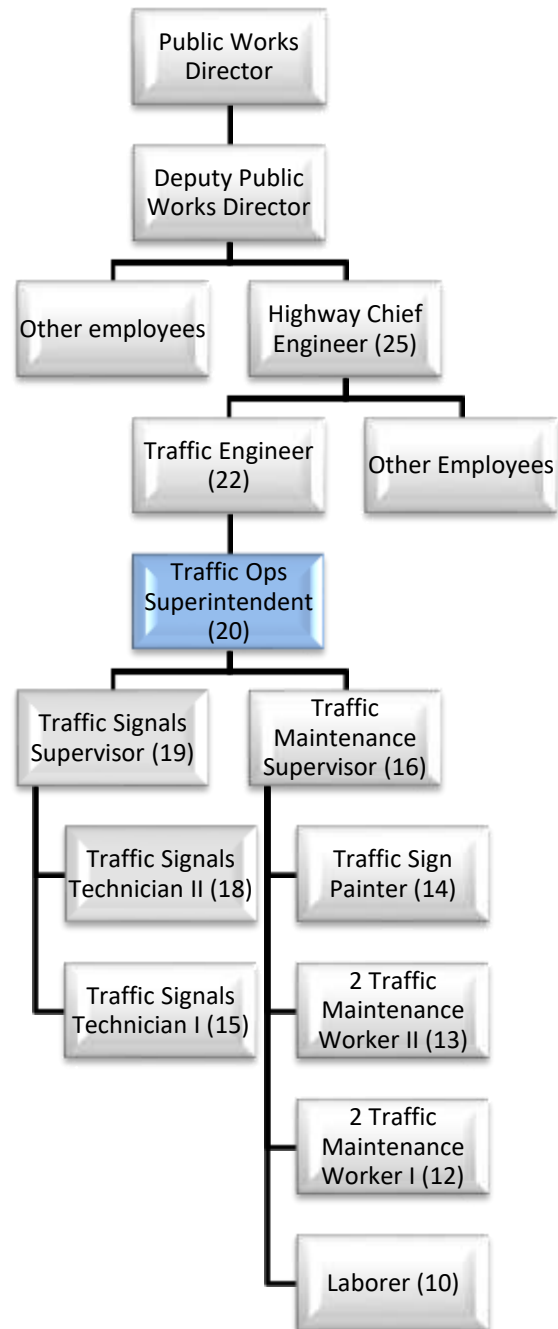 Public Works
Director
Deputy Public
Works Director
Other employees
Highway Chief
Engineer (25)
Traffic Engineer
(22)
Other Employees
Traffic Ops
Superintendent
(20)
Traffic Signals
Supervisor (19)
Traffic
Maintenance
Supervisor (16)
Traffic Signals
Technician II (18)
Traffic Sign
Painter (14)
Traffic Signals
Technician I (15)
2 Traffic
Maintenance
Worker II (13)
2 Traffic
Maintenance
Worker I (12)
Laborer (10)